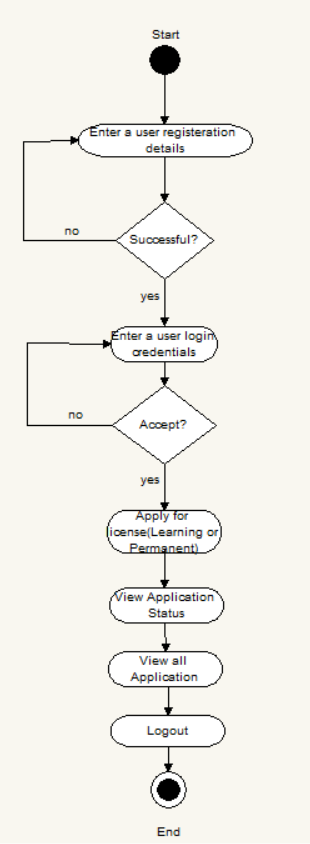 Start
Enter a user registeration
details
Successful?
no
yes
Enter a user login
credentials
no
Accept?
yes
Apply for
icense(Learning or
Permanent)
View Application
Status
View all
Application
Logout
End